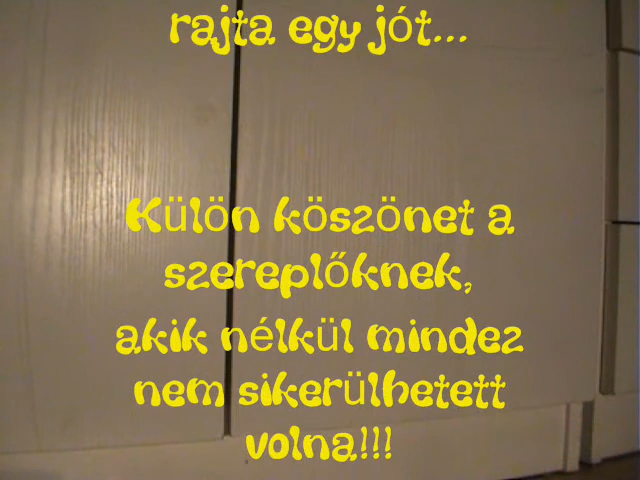 rajta egy jót...
Külön köszönet a
szereplőknek,
akik nélkül mindez
nem sikerülhetett
volna!!!